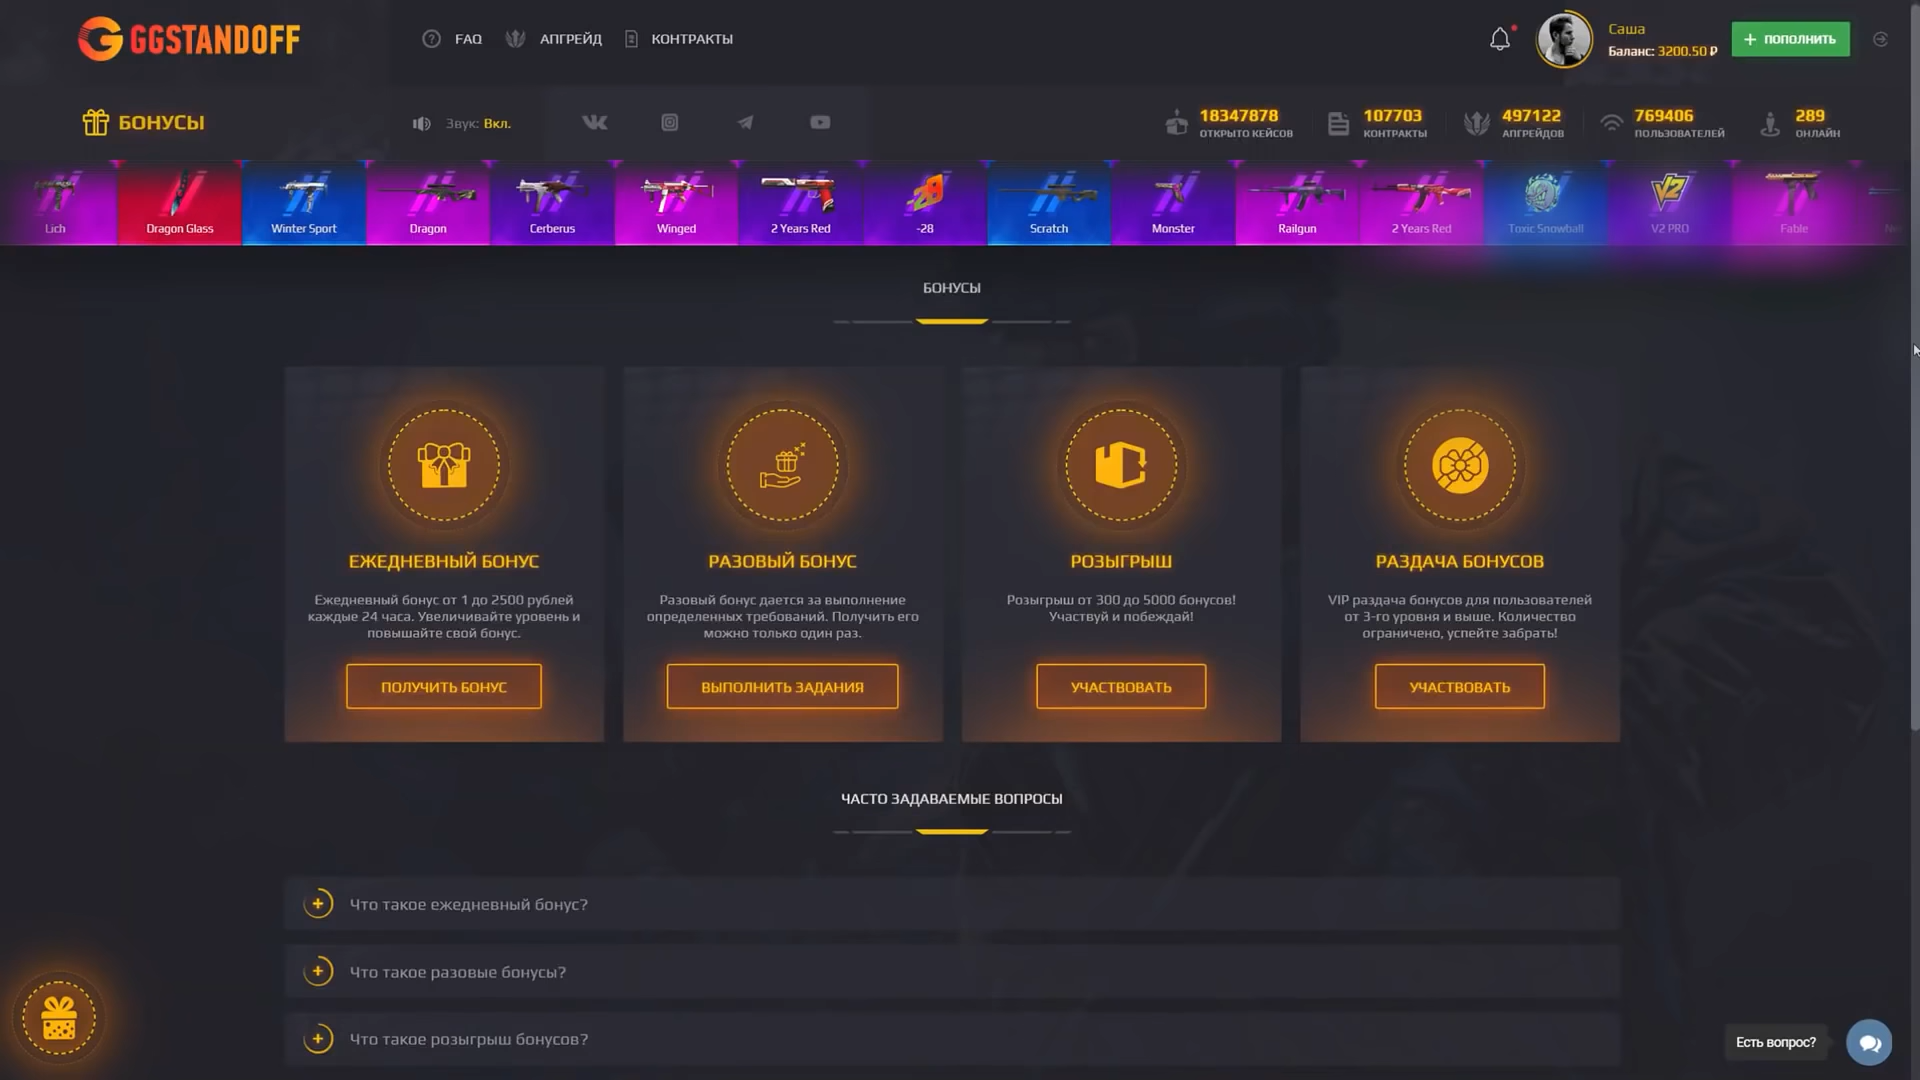 GGSTANDOFF
FAQ
АПГРЕЙД
КОНТРАКТЫ
Саша
Баланс: 3200.50 ₽
+ ПОПОЛНИТЬ
БОНУСЫ
Звук: Вкл.
18347878
ОТКРЫТО КЕЙСОВ
107703
КОНТРАКТЫ
497122
АПГРЕЙДОВ
769406
ПОЛЬЗОВАТЕЛЕЙ
289
ОНЛАЙН
Lich
Dragon Glass
Winter Sport
Dragon
Cerberus
Winged
2 Years Red
-28
Scratch
Monster
Railgun
2 Years Red
Toxic Snowball
V2 PRO
Fable
БОНУСЫ
ЕЖЕДНЕВНЫЙ БОНУС
Ежедневный бонус от 1 до 2500 рублей
каждые 24 часа. Увеличивайте уровень и
повышайте свой бонус.
ПОЛУЧИТЬ БОНУС
РАЗОВЫЙ БОНУС
Разовый бонус дается за выполнение
определенных требований. Получить его
можно только один раз.
ВЫПОЛНИТЬ ЗАДАНИЯ
РОЗЫГРЫШ
Розыгрыш от 300 до 5000 бонусов!
Участвуй и побеждай!
УЧАСТВОВАТЬ
РАЗДАЧА БОНУСОВ
VIP раздача бонусов для пользователей
от 3-го уровня и выше. Количество
ограничено, успейте забрать!
УЧАСТВОВАТЬ
ЧАСТО ЗАДАВАЕМЫЕ ВОПРОСЫ
Что такое ежедневный бонус?
Что такое разовые бонусы?
Что такое розыгрыш бонусов?
Есть вопрос?